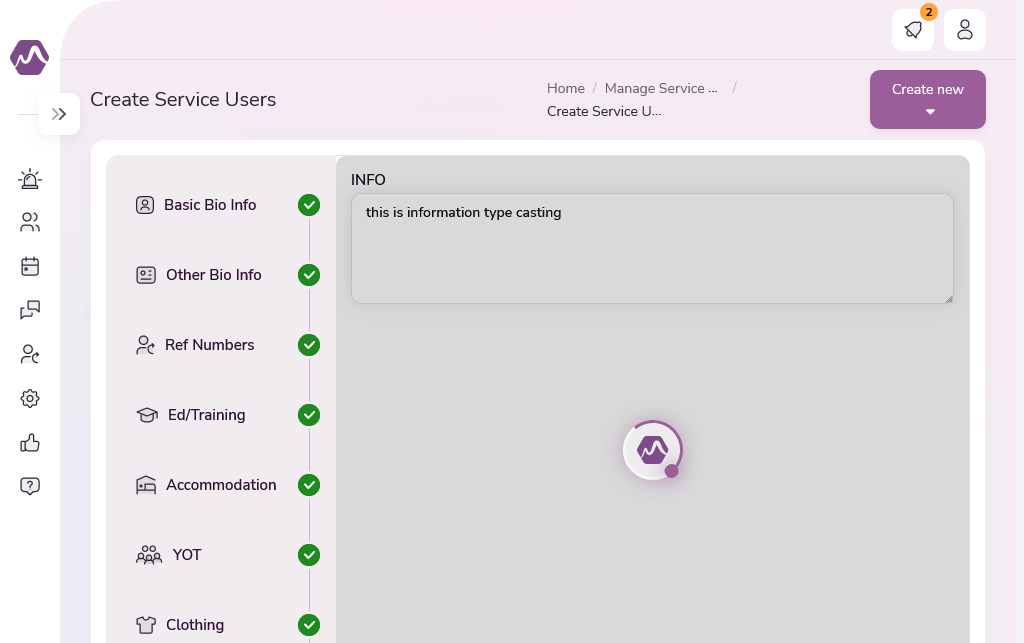 2
Create Service Users
Home / Manage Service ... /
Create Service U...
Create new
INFO
this is information type casting
Basic Bio Info
Other Bio Info
Ref Numbers
Ed/Training
Accommodation
YOT
Clothing